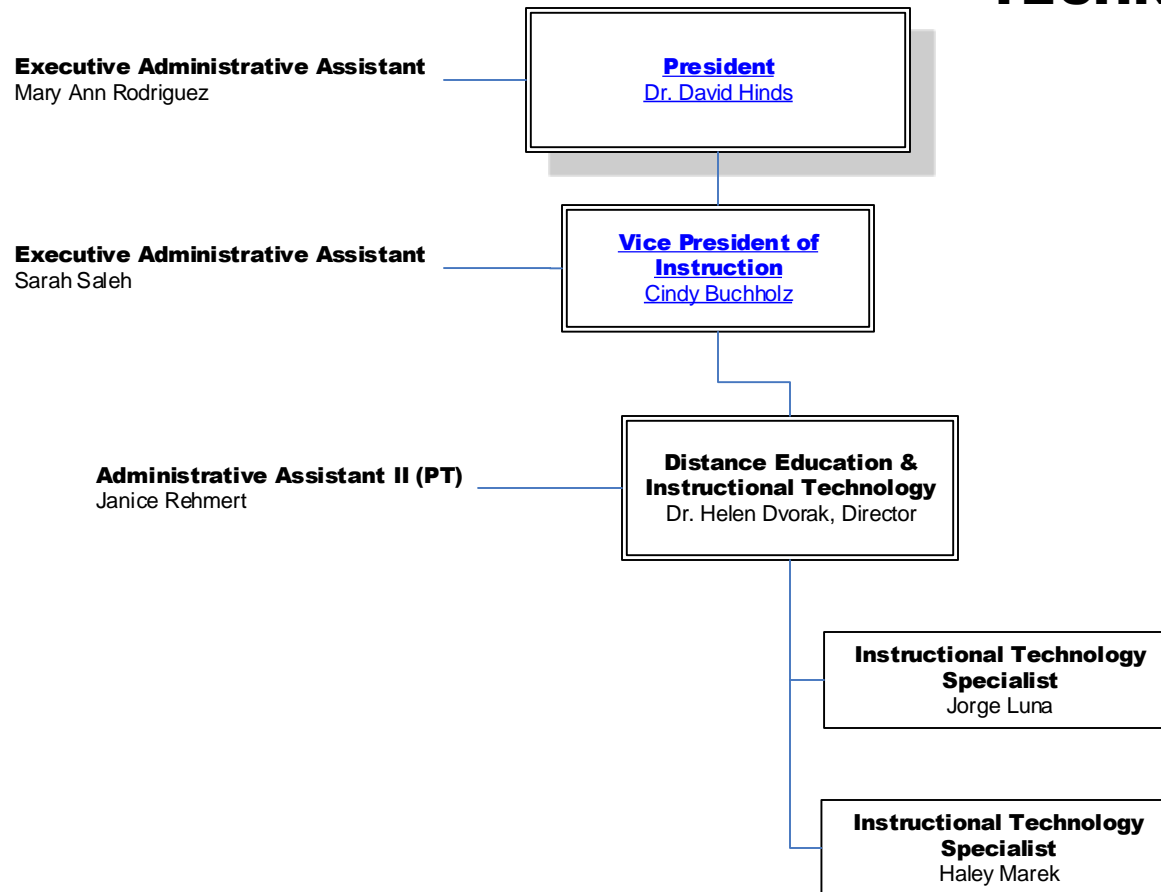 Executive Administrative Assistant
Mary Ann Rodriguez
President
Dr. David Hinds
Executive Administrative Assistant
Sarah Saleh
Vice President of
Instruction
Cindy Buchholz
Administrative Assistant II (PT)
Janice Rehmert
Distance Education &
Instructional Technology
Dr. Helen Dvorak, Director
Instructional Technology
Specialist
Jorge Luna
Instructional Technology
Specialist
Haley Marek